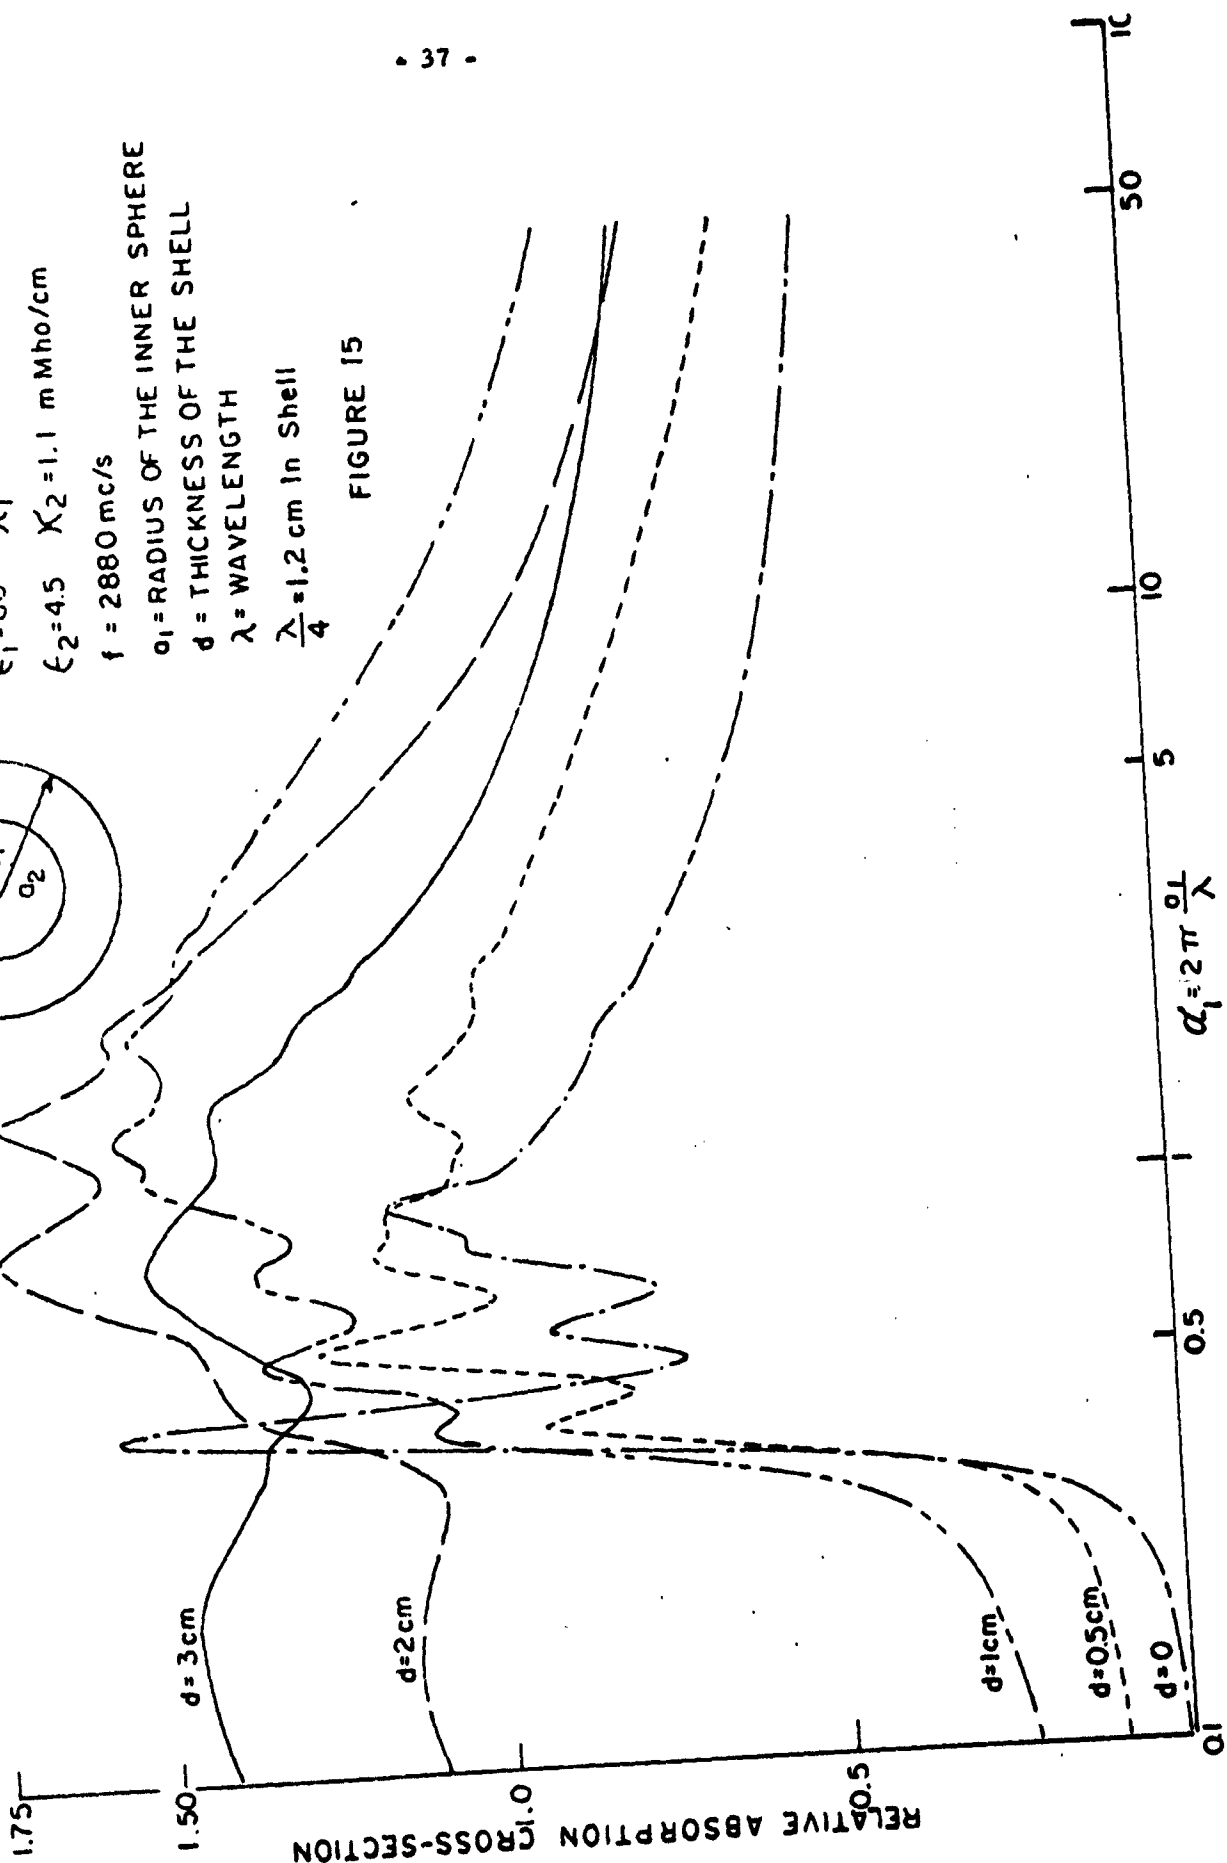 - 37 -
ε₂=4.5 K₂=1.1 mMho/cm
f = 2880 mc/s
a₁ = RADIUS OF THE INNER SPHERE
d = THICKNESS OF THE SHELL
λ = WAVELENGTH
λ/4 = 1.2 cm In Shell
FIGURE 15
a₂
1.75
1.50
1.0
0.5
RELATIVE ABSORPTION CROSS-SECTION
d=3cm
d=2cm
d=1cm
d=0.5cm
d=0
0.1
0.5
1
5
10
50
α₁=2π a₁/λ